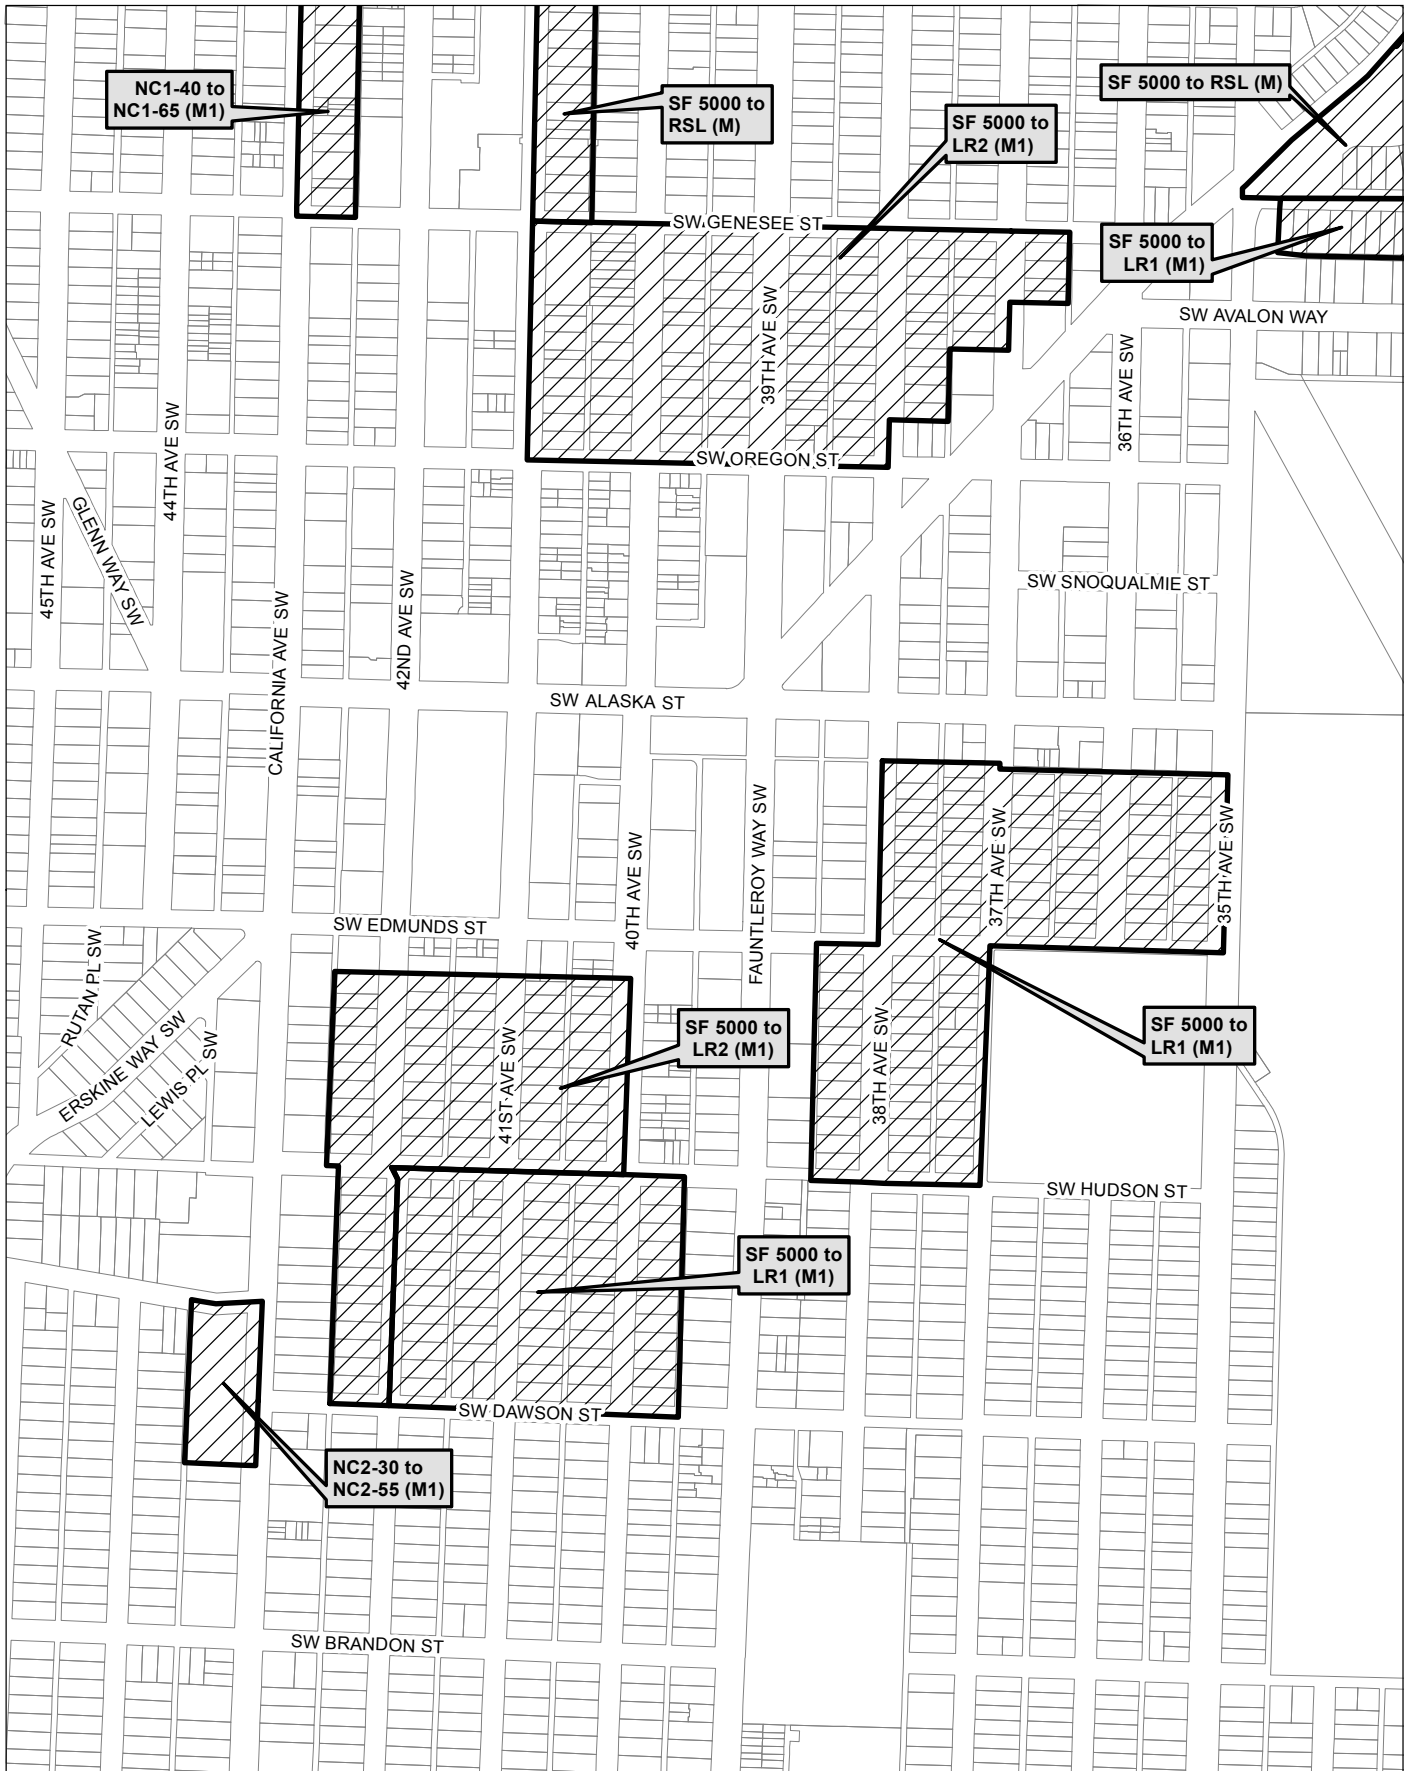 NC1-40 to
NC1-65 (M1)
SF 5000 to
RSL (M)
SF 5000 to
LR2 (M1)
SF 5000 to RSL (M)
SW GENESEE ST
SF 5000 to
LR1 (M1)
SW AVALON WAY
39TH AVE SW
36TH AVE SW
44TH AVE SW
SW OREGON ST
45TH AVE SW
GLENN WAY SW
SW SNOQUALMIE ST
CALIFORNIA AVE SW
42ND AVE SW
SW ALASKA ST
40TH AVE SW
FAUNTLEROY WAY SW
37TH AVE SW
35TH AVE SW
SW EDMUNDS ST
RUTAN PL SW
ERSKINE WAY SW
LEWIS PL SW
41ST AVE SW
SF 5000 to
LR2 (M1)
38TH AVE SW
SF 5000 to
LR1 (M1)
SW HUDSON ST
SF 5000 to
LR1 (M1)
SW DAWSON ST
NC2-30 to
NC2-55 (M1)
SW BRANDON ST